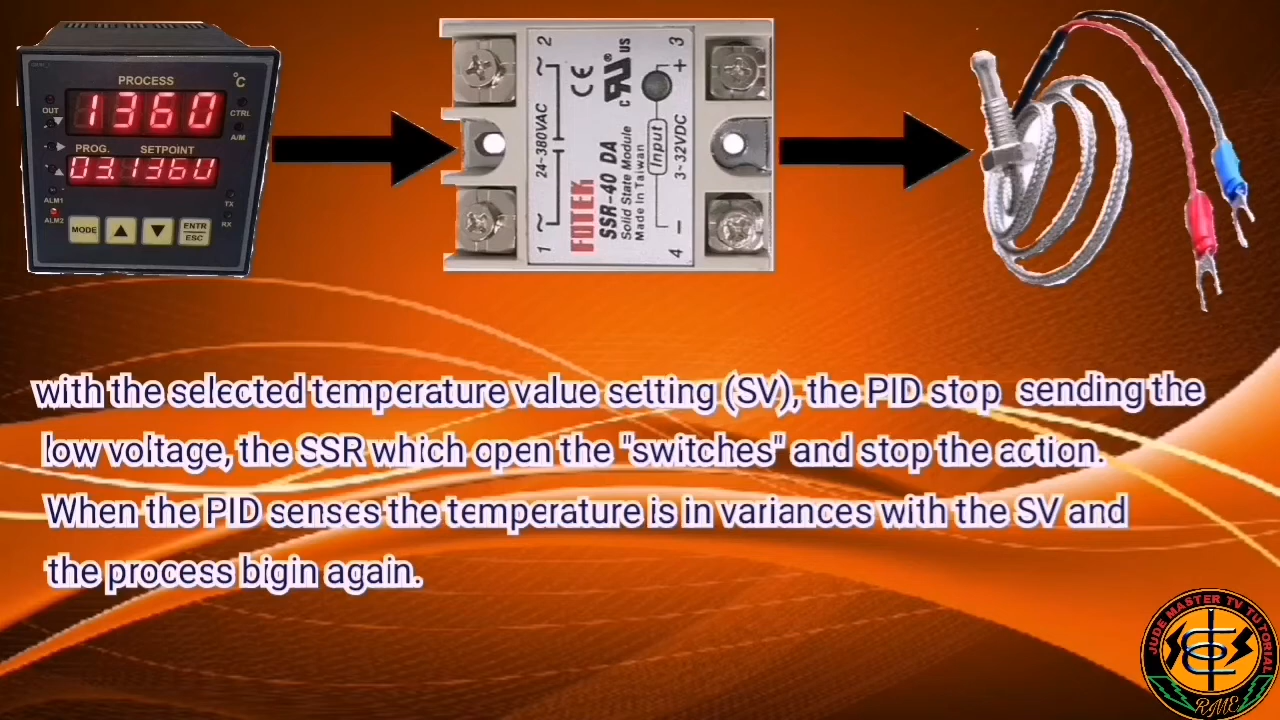 PROCESS
°C
1360
OUT
CTRL
A/M
PROG. SETPOINT
03.1360
ALM1
ALM2
TX
RX
MODE
ENTR
ESC
1 ~ 24~380VAC ~ 2
FOTEK
CE
SSR-40 DA
Solid State Module
Made in Taiwan
c US
Input
4 − 3~32VDC + 3
with the selected temperature value setting (SV), the PID stop sending the
low voltage, the SSR which open the "switches" and stop the action.
When the PID senses the temperature is in variances with the SV and
the process bigin again.
JUDE MASTER TV TUTORIAL
RME